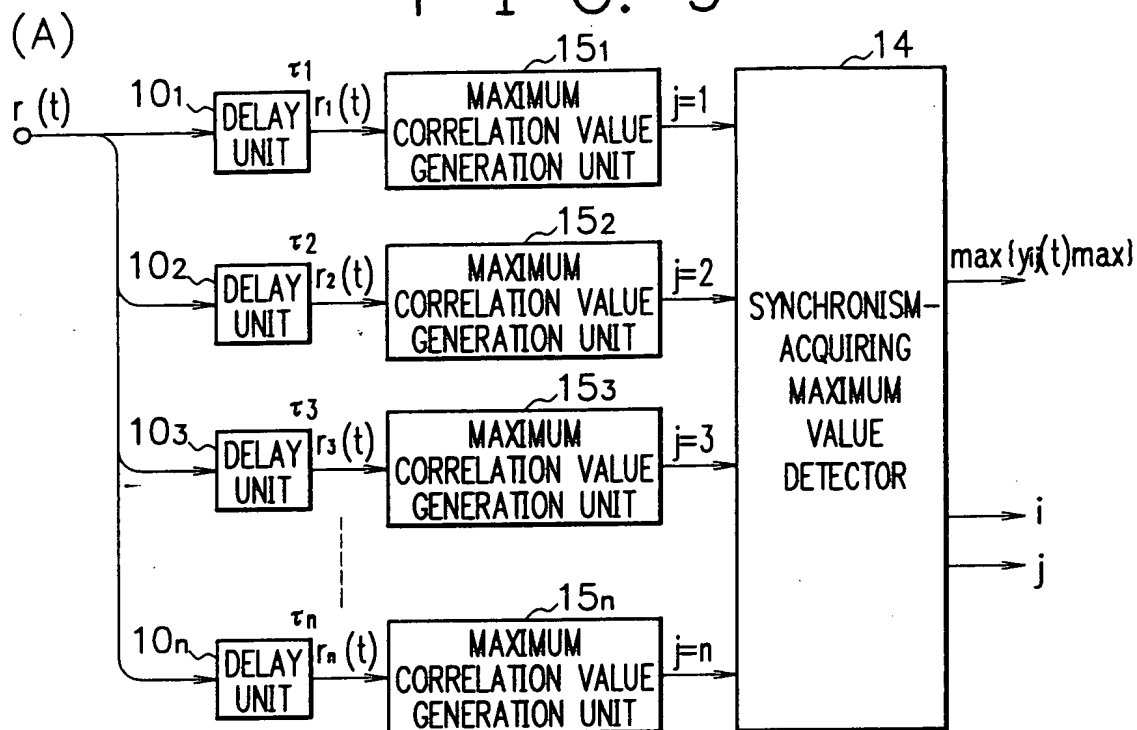 (A)
r (t)
10₁
τ1
DELAY
UNIT
r₁(t)
15₁
MAXIMUM
CORRELATION VALUE
GENERATION UNIT
j=1
10₂
τ2
DELAY
UNIT
r₂(t)
15₂
MAXIMUM
CORRELATION VALUE
GENERATION UNIT
j=2
10₃
τ3
DELAY
UNIT
r₃(t)
15₃
MAXIMUM
CORRELATION VALUE
GENERATION UNIT
j=3
10n
τn
DELAY
UNIT
rn(t)
15n
MAXIMUM
CORRELATION VALUE
GENERATION UNIT
j=n
14
SYNCHRONISM-
ACQUIRING
MAXIMUM
VALUE
DETECTOR
max{yij(t)max}
i
j